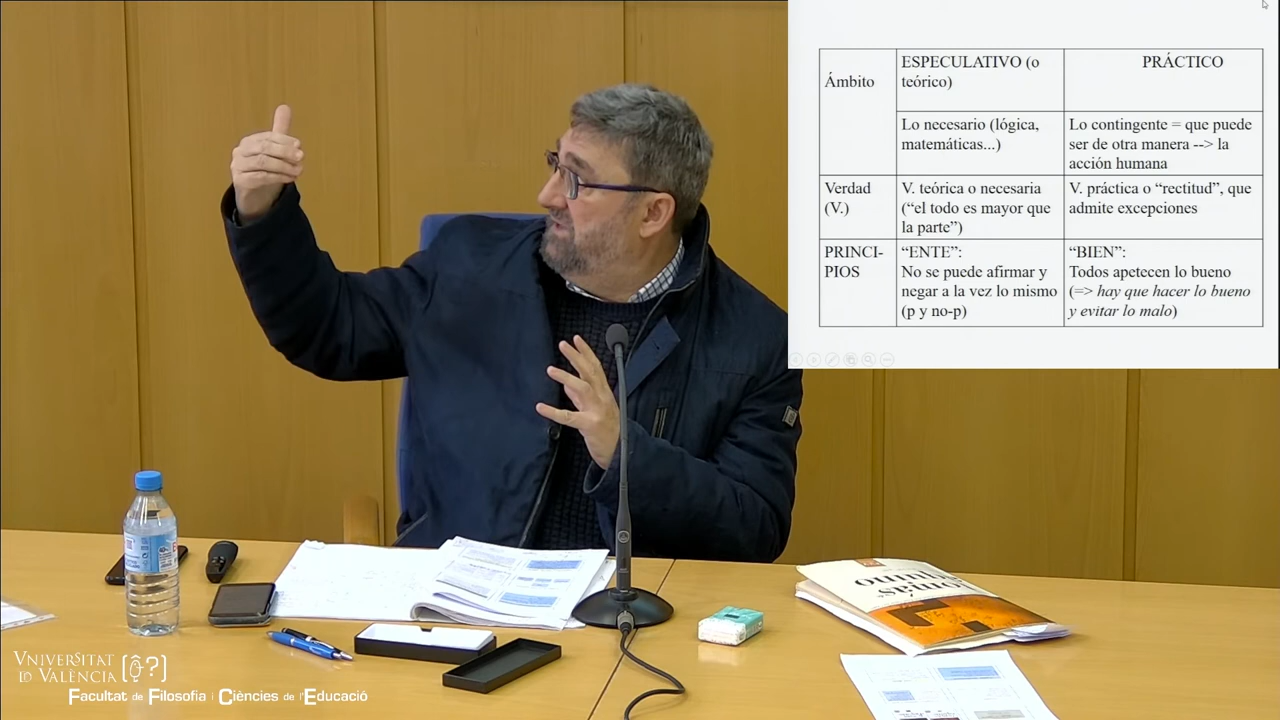 Ámbito
ESPECULATIVO (o
teórico)
PRÁCTICO
Lo necesario (lógica,
matemáticas...)
Lo contingente = que puede
ser de otra manera --> la
acción humana
Verdad
(V.)
V. teórica o necesaria
(“el todo es mayor que
la parte”)
V. práctica o “rectitud”, que
admite excepciones
PRINCI-
PIOS
“ENTE”:
No se puede afirmar y
negar a la vez lo mismo
(p y no-p)
“BIEN”:
Todos apetecen lo bueno
(=> hay que hacer lo bueno
y evitar lo malo)
VNIVERSITAT
ID VALÈNCIA [Ô?]
Facultat de Filosofia i Ciències de l'Educació